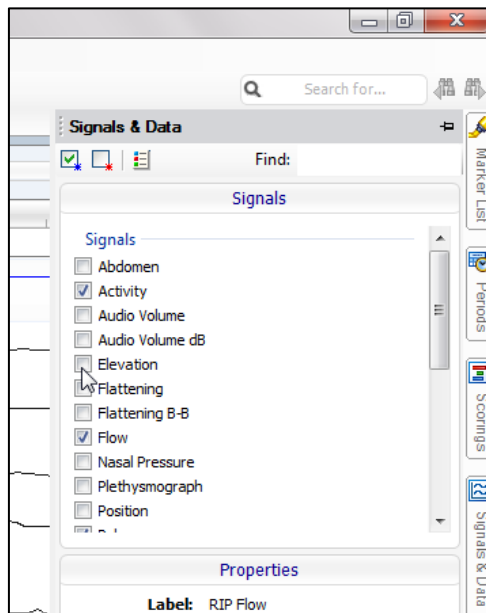 Search for...
Signals & Data
Find:
Signals
Signals
Abdomen
Activity
Audio Volume
Audio Volume dB
Elevation
Flattening
Flattening B-B
Flow
Nasal Pressure
Plethysmograph
Position
Properties
Label: RIP Flow
Marker List
Periods
Scorings
Signals & Data